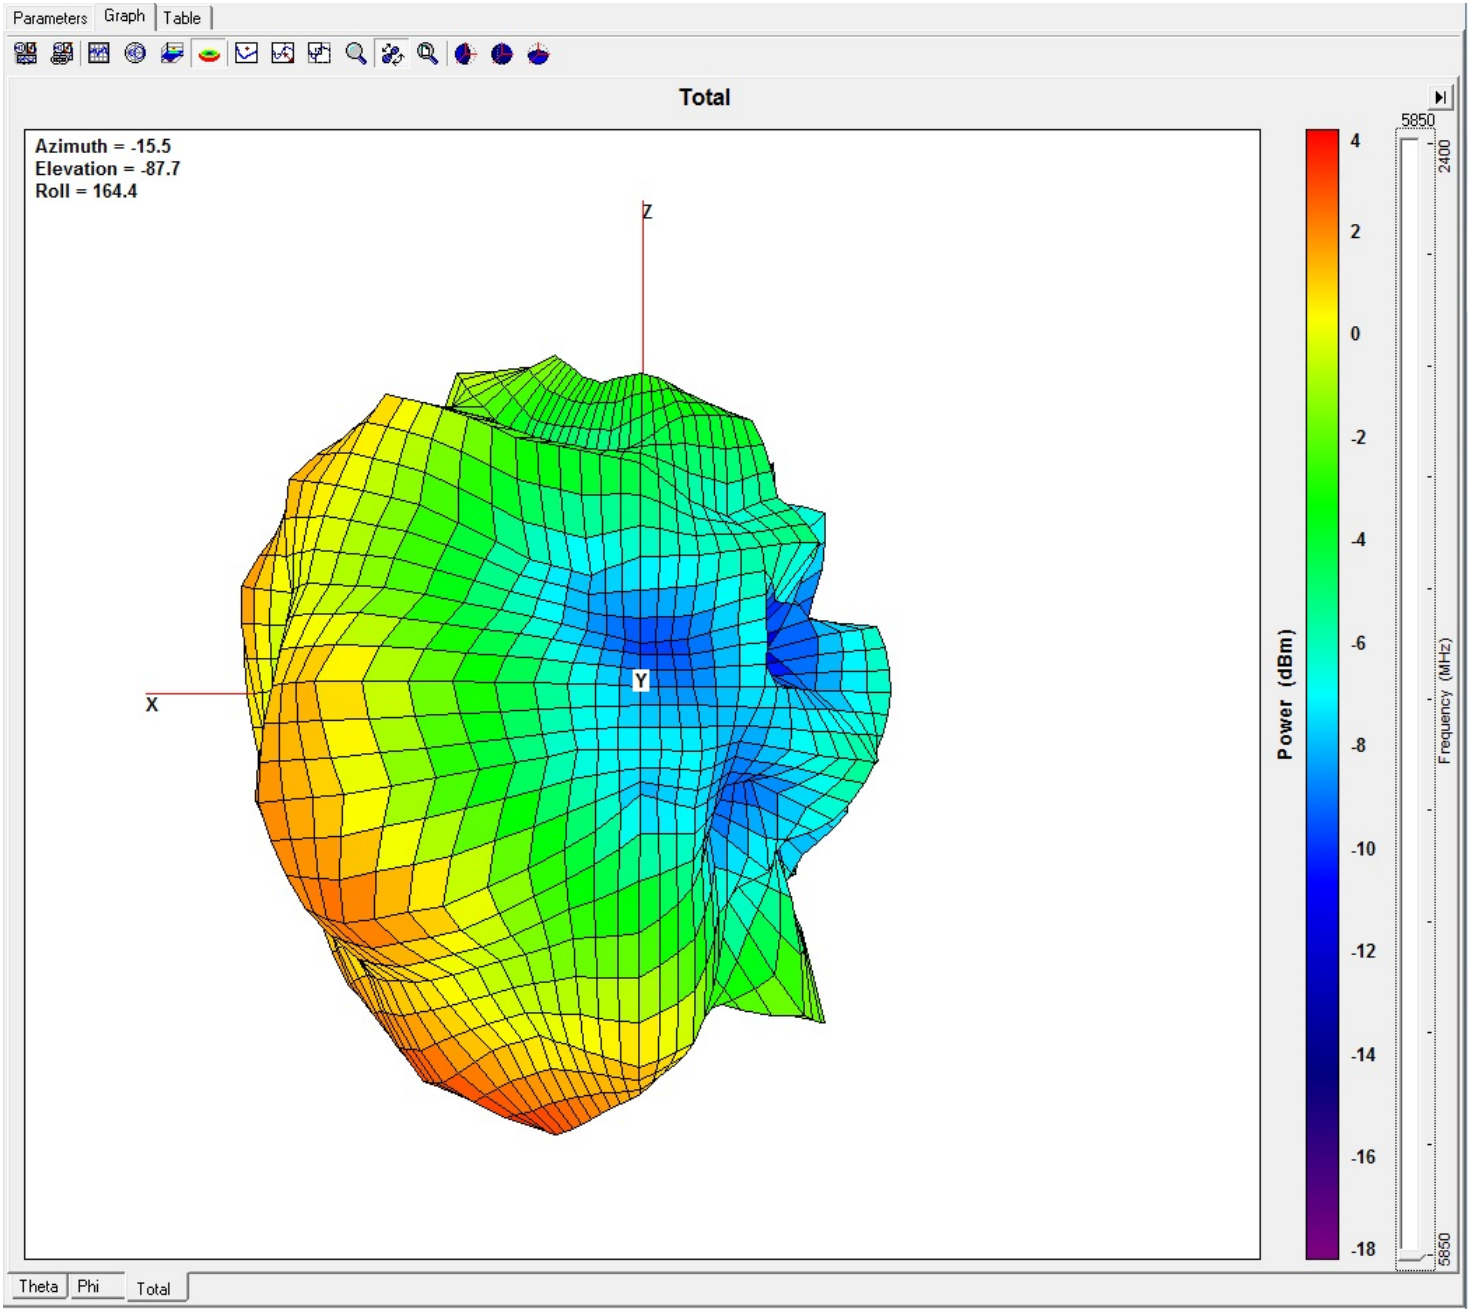 Parameters Graph Table
Total
5850
Azimuth = -15.5
Elevation = -87.7
Roll = 164.4
Z
X
Y
4
2
0
-2
-4
-6
-8
-10
-12
-14
-16
-18
Power (dBm)
2400
Frequency (MHz)
5850
Theta Phi Total